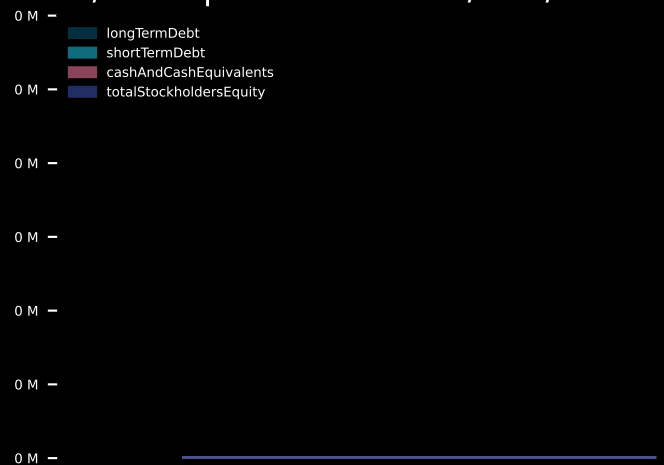 0 M
longTermDebt
shortTermDebt
cashAndCashEquivalents
0 M
totalStockholdersEquity
0 M
0 M
0 M
0 M
0 M